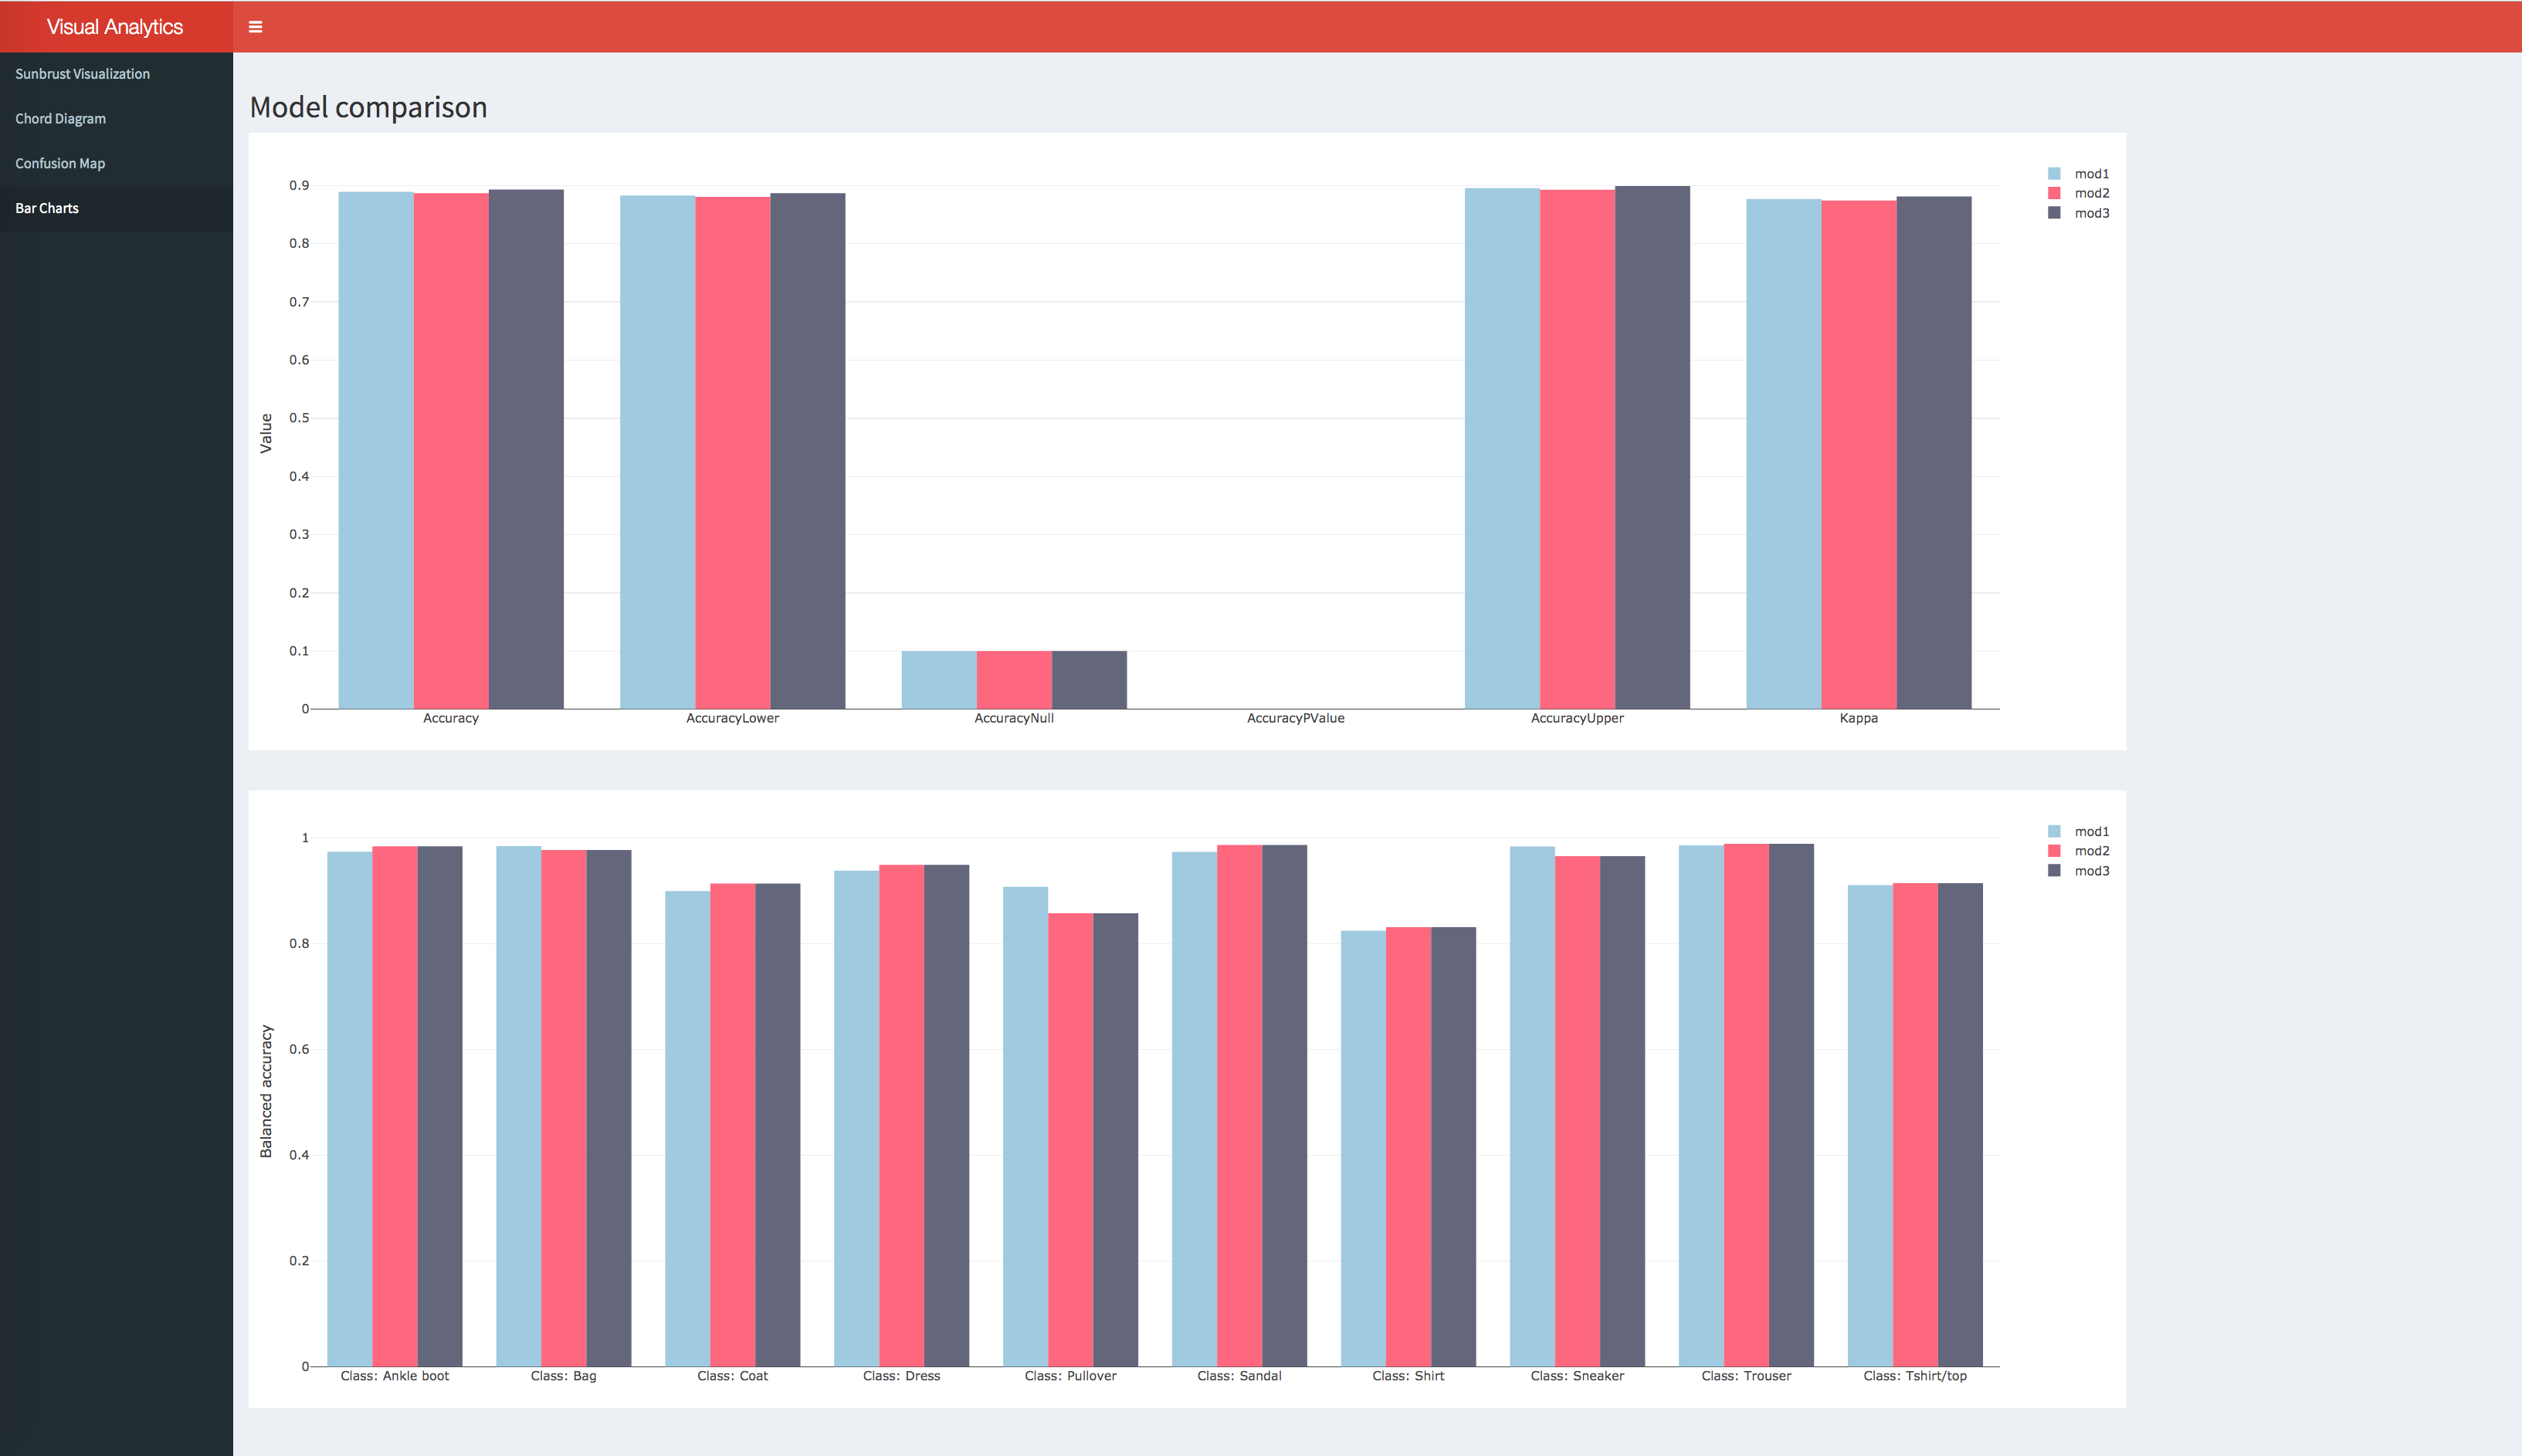 Visual Analytics
Sunbrust Visualization
Chord Diagram
Confusion Map
Bar Charts
Model comparison
mod1
mod2
mod3
Value
0.9
0.8
0.7
0.6
0.5
0.4
0.3
0.2
0.1
0
Accuracy AccuracyLower AccuracyNull AccuracyPValue AccuracyUpper Kappa
mod1
mod2
mod3
Balanced accuracy
1
0.8
0.6
0.4
0.2
0
Class: Ankle boot Class: Bag Class: Coat Class: Dress Class: Pullover Class: Sandal Class: Shirt Class: Sneaker Class: Trouser Class: Tshirt/top